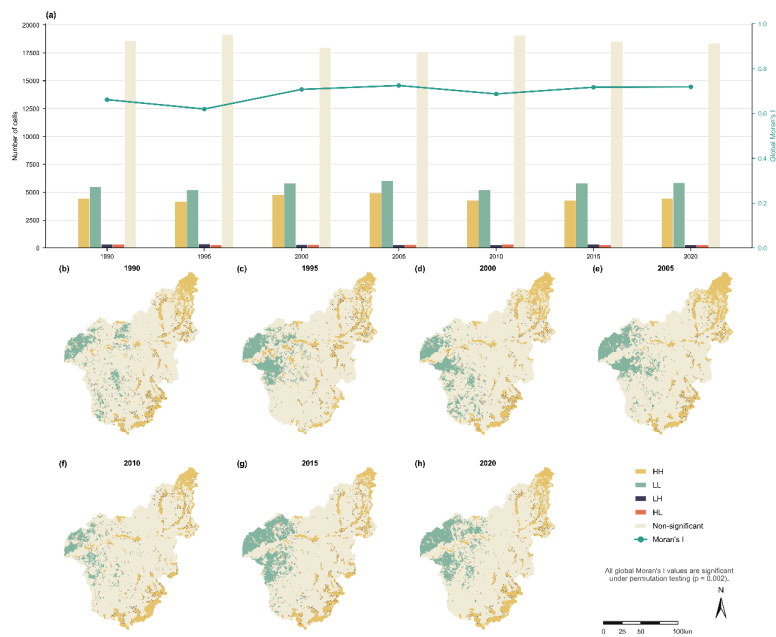 (a)
20000
17500
15000
12500
10000
7500
5000
2500
0
Number of cells
1.0
0.8
0.6
0.4
0.2
0.0
Global Moran's I
1990 1995 2000 2005 2010 2015 2020
(b) 1990 (c) 1995 (d) 2000 (e) 2005
(f) 2010 (g) 2015 (h) 2020
HH
LL
LH
HL
Non-significant
Moran's I
All global Moran's I values are significant
under permutation testing (p = 0.002).
N
0 25 50 100km